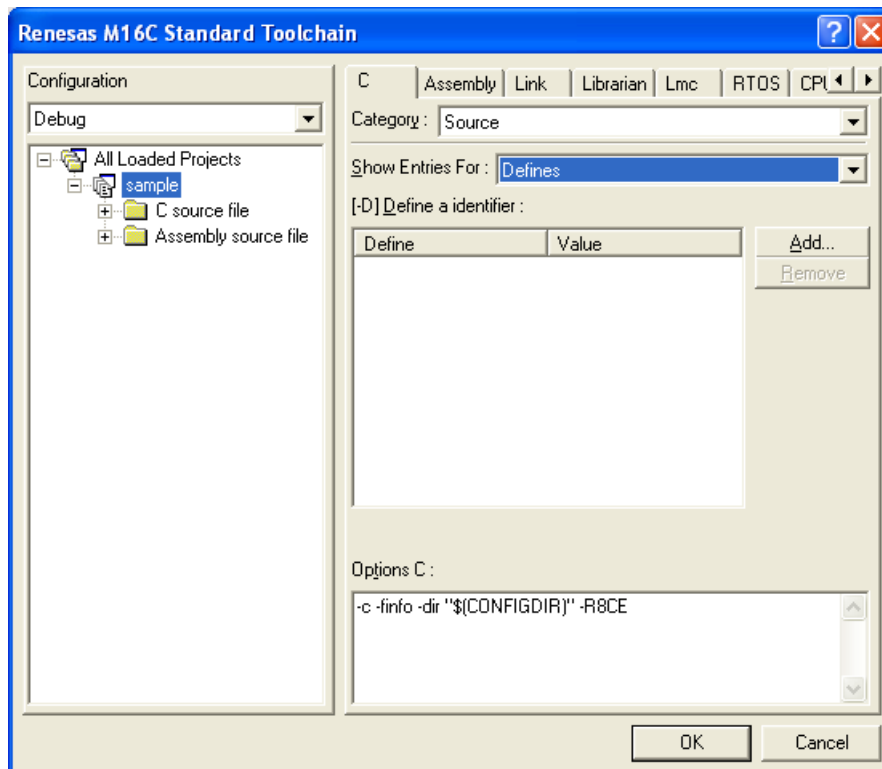 Renesas M16C Standard Toolchain
Configuration
Debug
All Loaded Projects
sample
C source file
Assembly source file
C Assembly Link Librarian Lmc RTOS
Category : Source
Show Entries For : Defines
[-D] Define a identifier :
Define Value
Add...
Remove
Options C :
-c -finfo -dir "$(CONFIGDIR)" -R8CE
OK Cancel